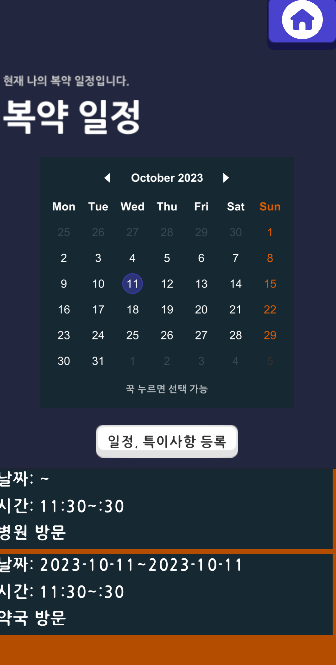 현재 나의 복약 일정입니다.
복약 일정
October 2023
Mon Tue Wed Thu Fri Sat Sun
25 26 27 28 29 30 1
2 3 4 5 6 7 8
9 10 11 12 13 14 15
16 17 18 19 20 21 22
23 24 25 26 27 28 29
30 31 1 2 3 4 5
꾹 누르면 선택 가능
일정, 특이사항 등록
날짜: ~
시간: 11:30~:30
병원 방문
날짜: 2023-10-11~2023-10-11
시간: 11:30~:30
약국 방문